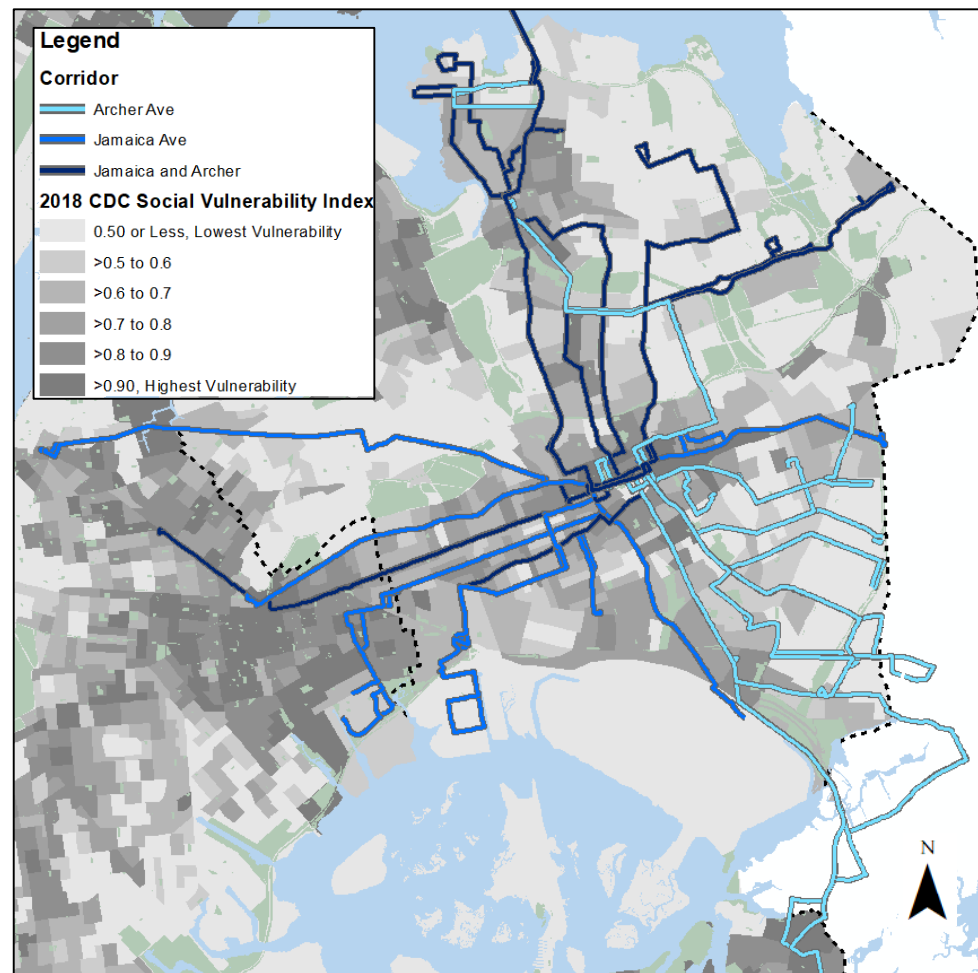 Legend
Corridor
Archer Ave
Jamaica Ave
Jamaica and Archer
2018 CDC Social Vulnerability Index
0.50 or Less, Lowest Vulnerability
>0.5 to 0.6
>0.6 to 0.7
>0.7 to 0.8
>0.8 to 0.9
>0.90, Highest Vulnerability
N